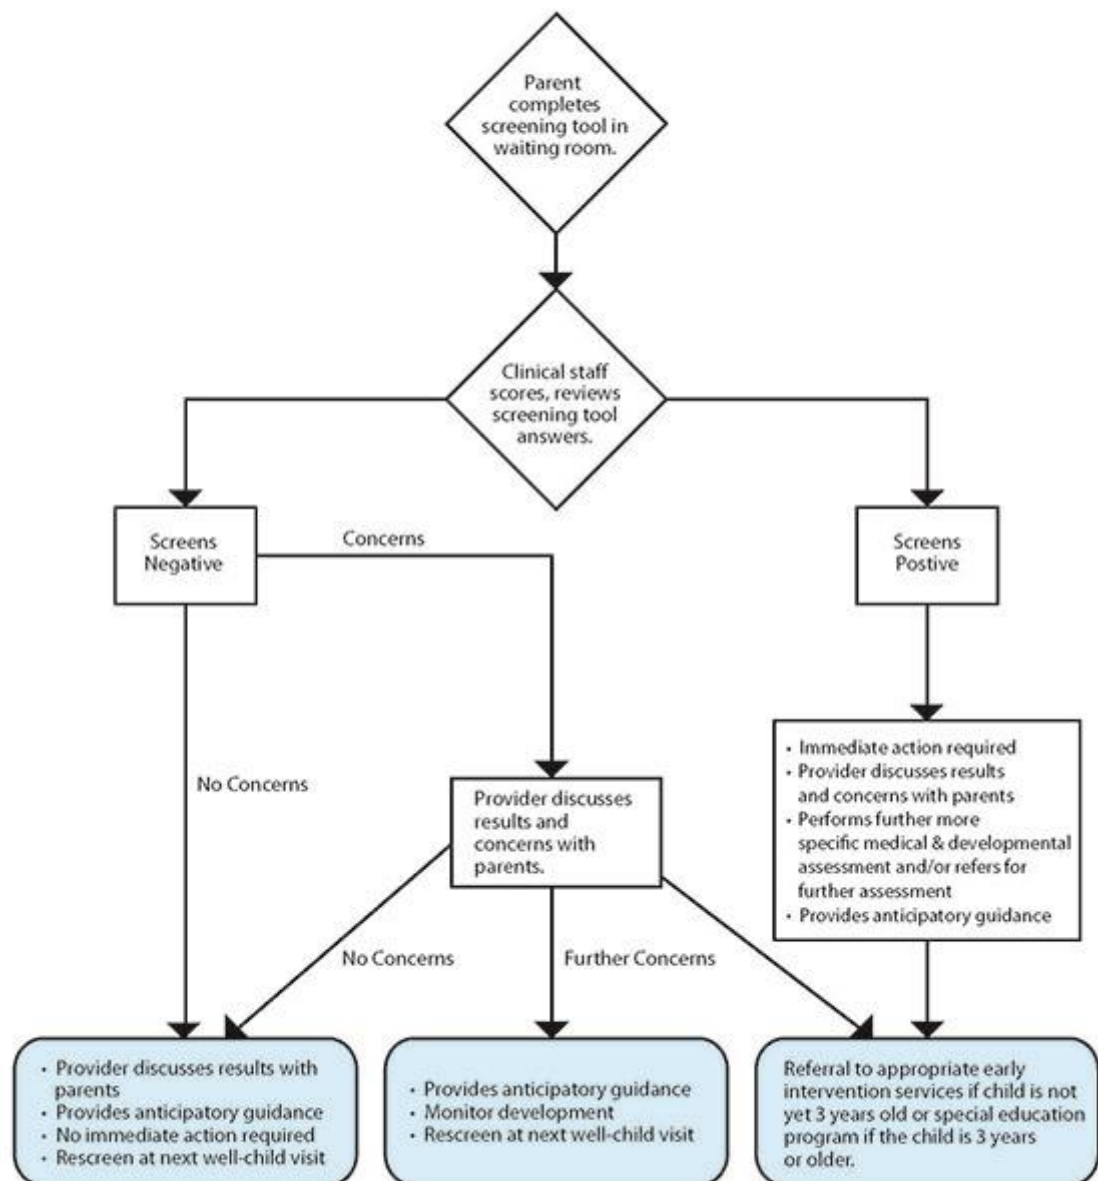 Parent
completes
screening tool in
waiting room.
Clinical staff
scores, reviews
screening tool
answers.
Screens
Negative
Concerns
Screens
Postive
No Concerns
Provider discusses
results and
concerns with
parents.
• Immediate action required
• Provider discusses results
and concerns with parents
• Performs further more
specific medical & developmental
assessment and/or refers for
further assessment
• Provides anticipatory guidance
No Concerns
Further Concerns
• Provider discusses results with
parents
• Provides anticipatory guidance
• No immediate action required
• Rescreen at next well-child visit
• Provides anticipatory guidance
• Monitor development
• Rescreen at next well-child visit
Referral to appropriate early
intervention services if child is not
yet 3 years old or special education
program if the child is 3 years
or older.